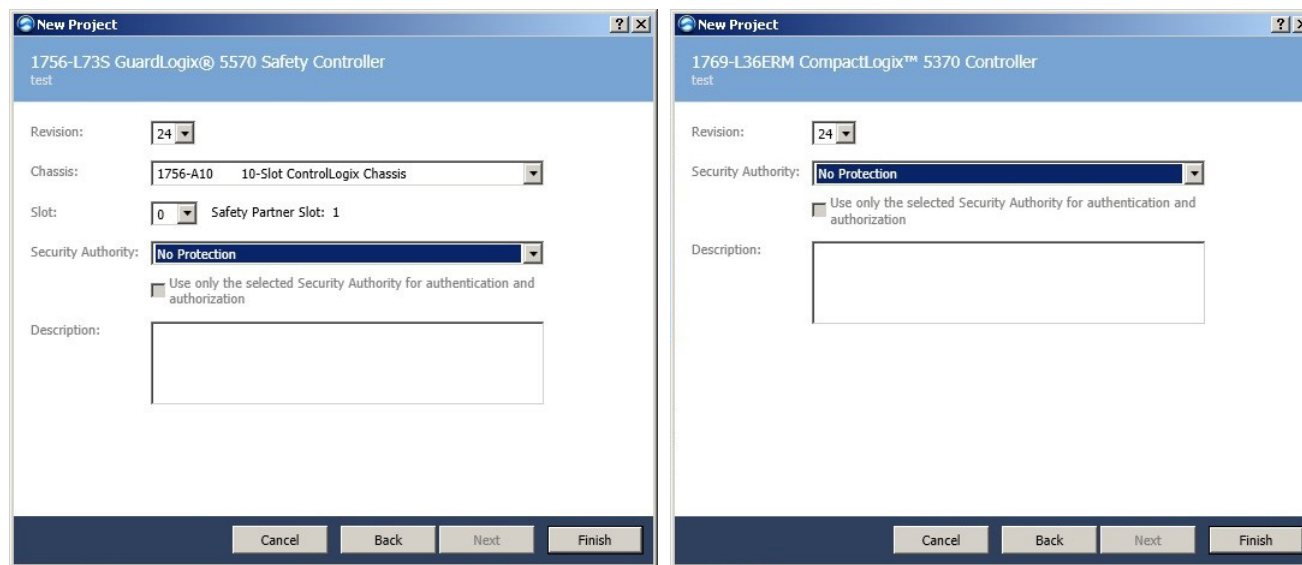 New Project
1756-L73S GuardLogix® 5570 Safety Controller
test
Revision:
24
Chassis:
1756-A10 10-Slot ControlLogix Chassis
Slot:
0 Safety Partner Slot: 1
Security Authority:
No Protection
Use only the selected Security Authority for authentication and
authorization
Description:
Cancel Back Next Finish
New Project
1769-L36ERM CompactLogix™ 5370 Controller
test
Revision:
24
Security Authority:
No Protection
Use only the selected Security Authority for authentication and
authorization
Description:
Cancel Back Next Finish